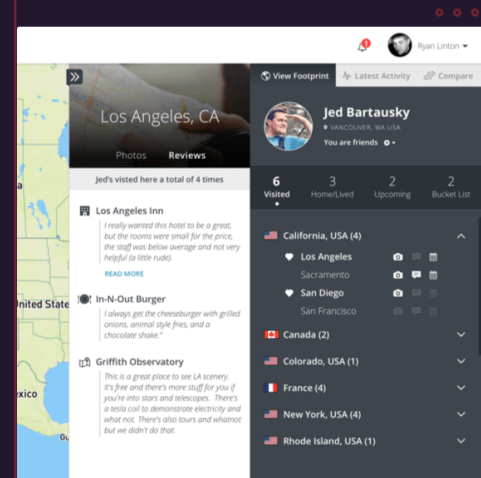 1
Ryan Linton
a
United State
exico
Gu
Los Angeles, CA
Photos
Reviews
Jed's visted here a total of 4 times
Los Angeles Inn
I really wanted this hotel to be a great,
but the rooms were small for the price,
the staff was below average and not very
helpful (a little rude).
READ MORE
In-N-Out Burger
I always get the cheeseburger with grilled
onions, animal style fries, and a
chocolate shake."
Griffith Observatory
This is a great place to see LA scenery.
It's free and there's more stuff for you if
you're into stars and telescopes. There's
a tesla coil to demonstrate electricity and
what not. There's also tours and whatnot
but we didn't do that.
View Footprint
Latest Activity
Compare
Jed Bartausky
VANCOUVER, WA USA
You are friends
6 3 2 2
Visited Home/Lived Upcoming Bucket List
California, USA (4)
Los Angeles
Sacramento
San Diego
San Francisco
Canada (2)
Colorado, USA (1)
France (4)
New York, USA (4)
Rhode Island, USA (1)